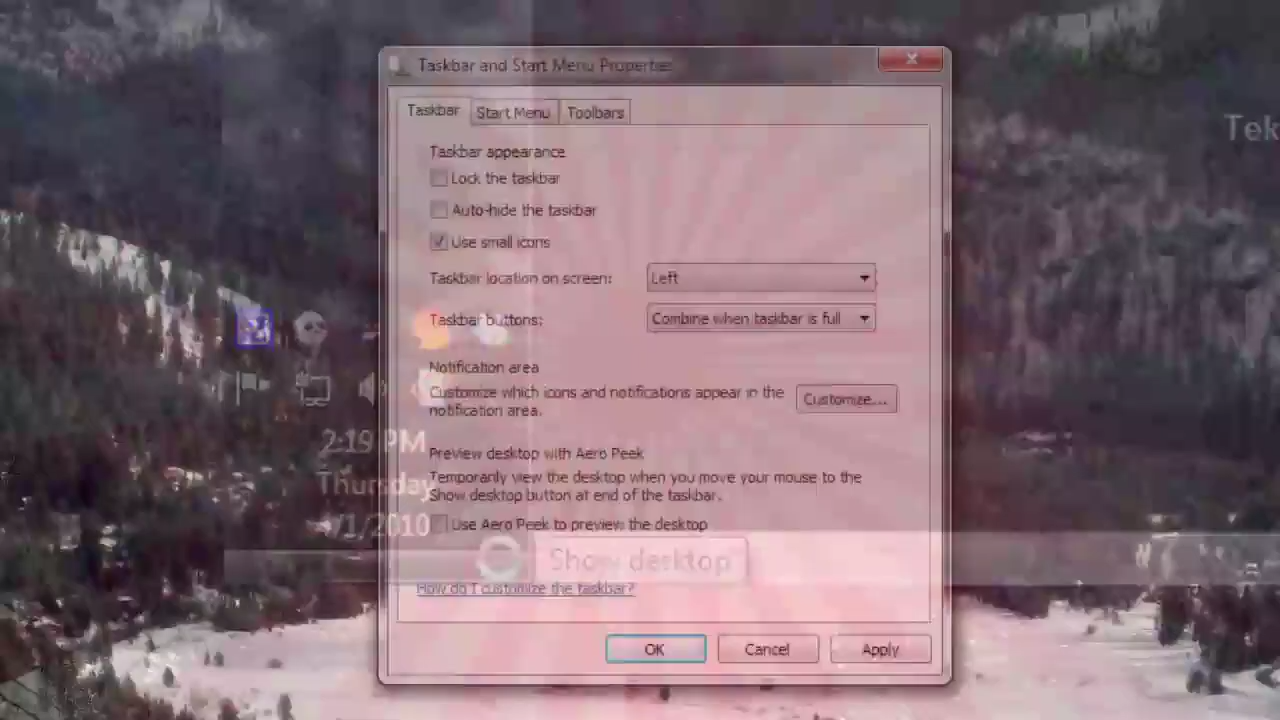 Taskbar and Start Menu Properties
Tek
Taskbar Start Menu Toolbars
Taskbar appearance
Lock the taskbar
Auto-hide the taskbar
Use small icons
Taskbar location on screen: Left
Taskbar buttons: Combine when taskbar is full
Notification area
Customize which icons and notifications appear in the
notification area.
Customize...
2:19 PM
Preview desktop with Aero Peek
Temporarily view the desktop when you move your mouse to the
Show desktop button at end of the taskbar.
Thursday
/1/2010
Use Aero Peek to preview the desktop
Show desktop
How do I customize the taskbar?
OK Cancel Apply